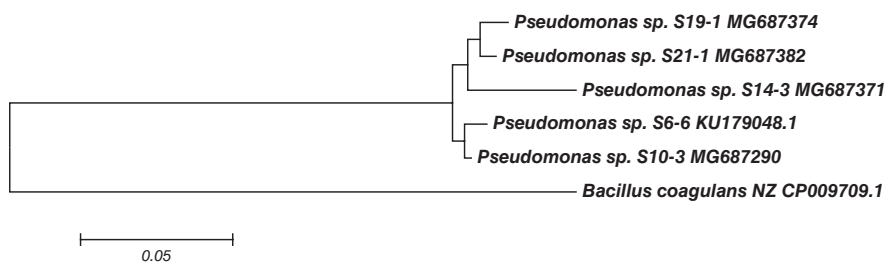 Pseudomonas sp. S19-1 MG687374
Pseudomonas sp. S21-1 MG687382
Pseudomonas sp. S14-3 MG687371
Pseudomonas sp. S6-6 KU179048.1
Pseudomonas sp. S10-3 MG687290
Bacillus coagulans NZ CP009709.1
0.05